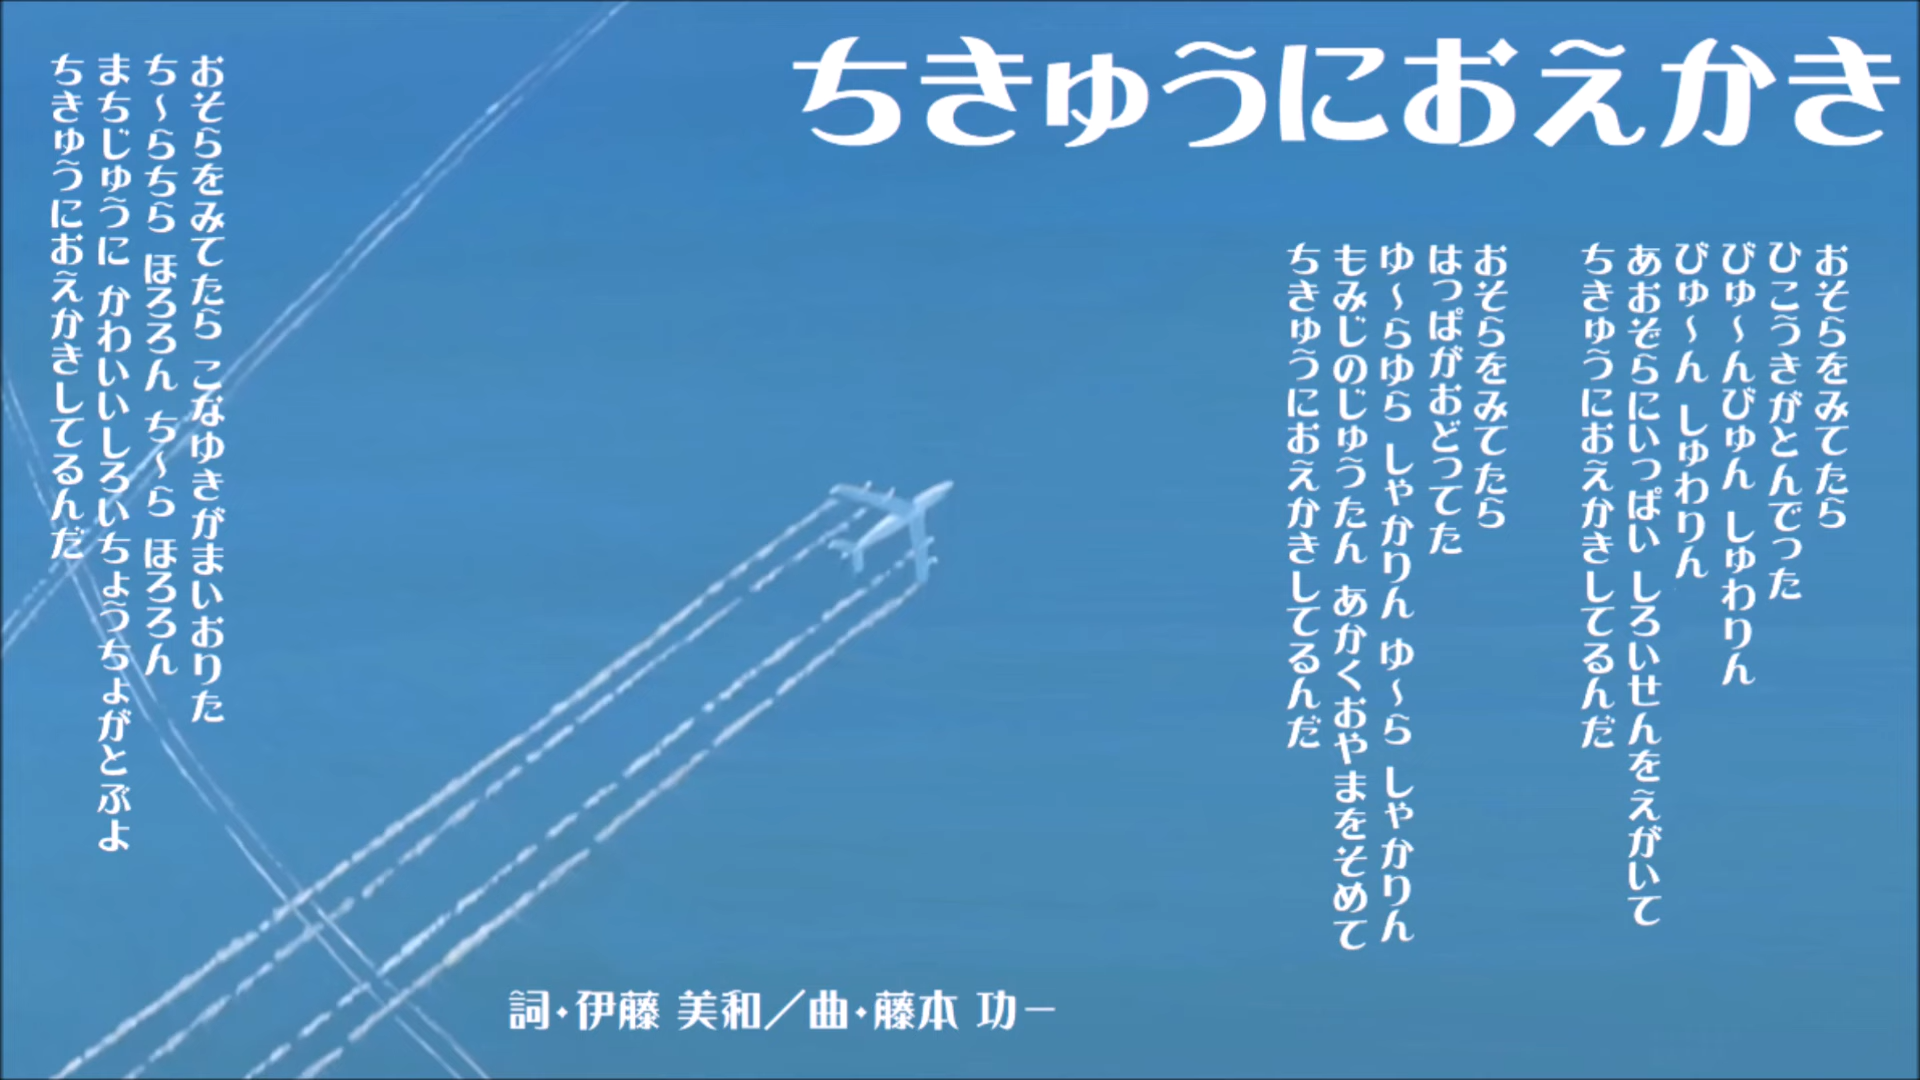 ちきゅうにおえかき
おそらをみてたら
ひこうきがとんでった
びゅ～んびゅん しゅわりん
びゅ～ん しゅわりん
あおぞらにいっぱい しろいせんをえがいて
ちきゅうにおえかきしてるんだ
おそらをみてたら
はっぱがおどってた
ゆ～らゆら しゃかりん ゆ～ら しゃかりん
もみじのじゅうたん あかくおやまをそめて
ちきゅうにおえかきしてるんだ
おそらをみてたら こなゆきがまいおりた
ち～らちら ほろろん ち～ら ほろろん
まちじゅうに かわいいしろいちょうちょがとぶよ
ちきゅうにおえかきしてるんだ
詞・伊藤 美和／曲・藤本 功一